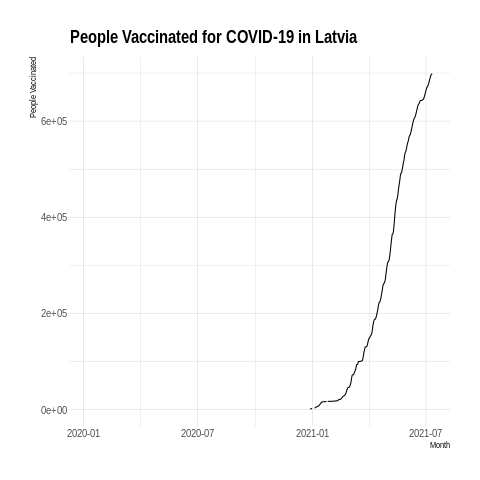 People Vaccinated for COVID-19 in Latvia
People Vaccinated
6e+05
4e+05
2e+05
0e+00
2020-01 2020-07 2021-01 2021-07
Month